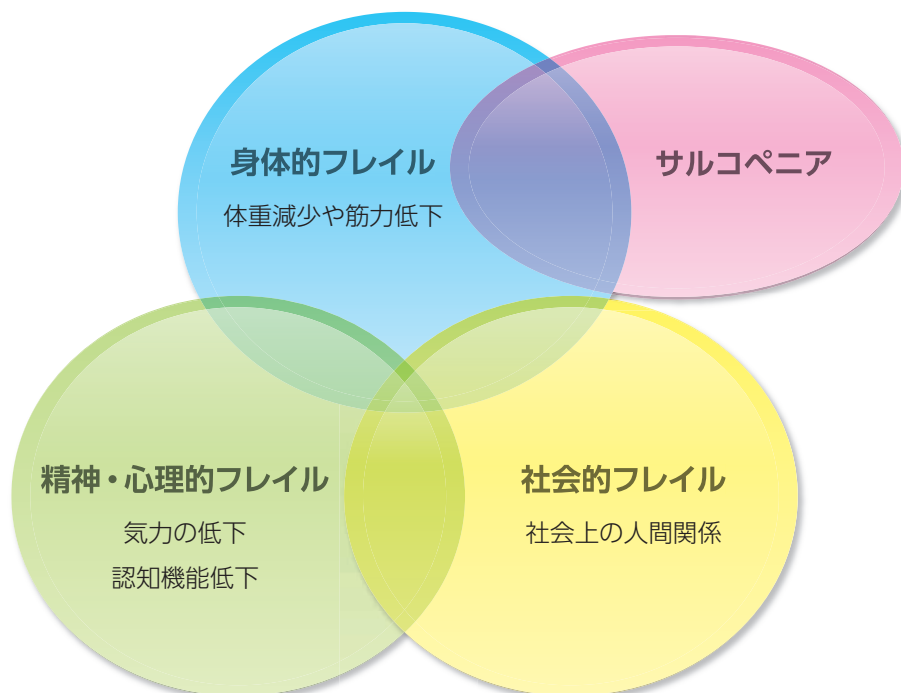 身体的フレイル
体重減少や筋力低下
サルコペニア
精神・心理的フレイル
気力の低下
認知機能低下
社会的フレイル
社会上の人間関係